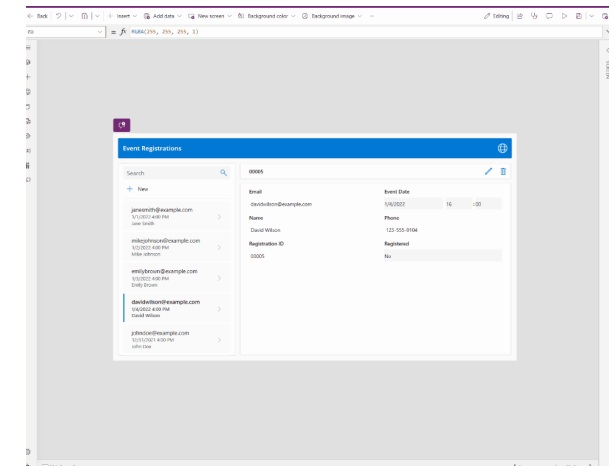 Back Insert Add data New screen Background color Background image Editing
= fx RGBA(255, 255, 255, 1)
Event Registrations
Search
+ New
janesmith@example.com
1/1/2022 4:00 PM
Jane Smith
mikejohnson@example.com
1/2/2022 4:00 PM
Mike Johnson
emilybrown@example.com
1/3/2022 4:00 PM
Emily Brown
davidwilson@example.com
1/4/2022 4:00 PM
David Wilson
johndoe@example.com
12/31/2021 4:00 PM
John Doe
00005
Email
davidwilson@example.com
Event Date
1/4/2022 16 :00
Name
David Wilson
Phone
123-555-0104
Registration ID
00005
Registered
No